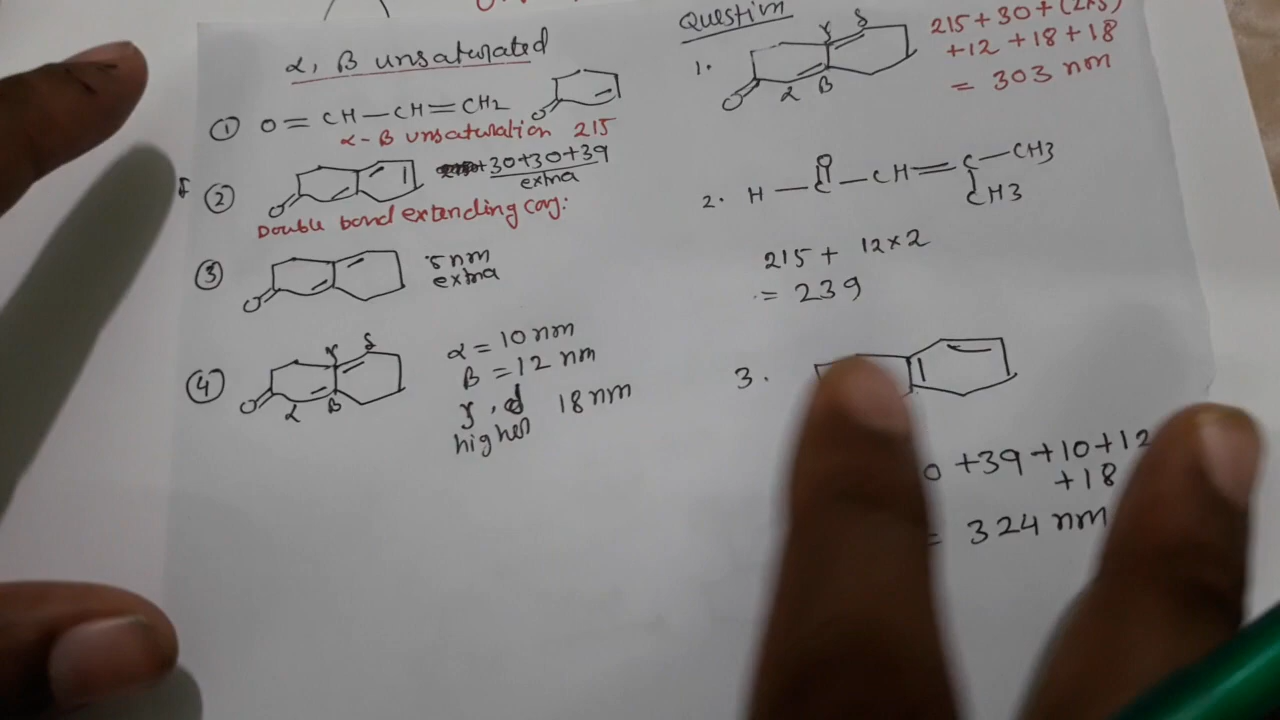 α, β unsaturated
① O = CH — CH = CH2 O
α - β unsaturation 215
② O +30+30+39
extra
Double bond extending conj:
③ O 5 nm
extra
④ O α β γ δ
α = 10 nm
β = 12 nm
γ, d 18 nm
higher
Question
1. O α β γ δ
215 + 30 +
+12 +18 +18
= 303 nm
2. H — C — CH = C — CH3
O
CH3
215 + 12×2
= 239
3.
0 +39 +10 +12
+18
= 324 nm